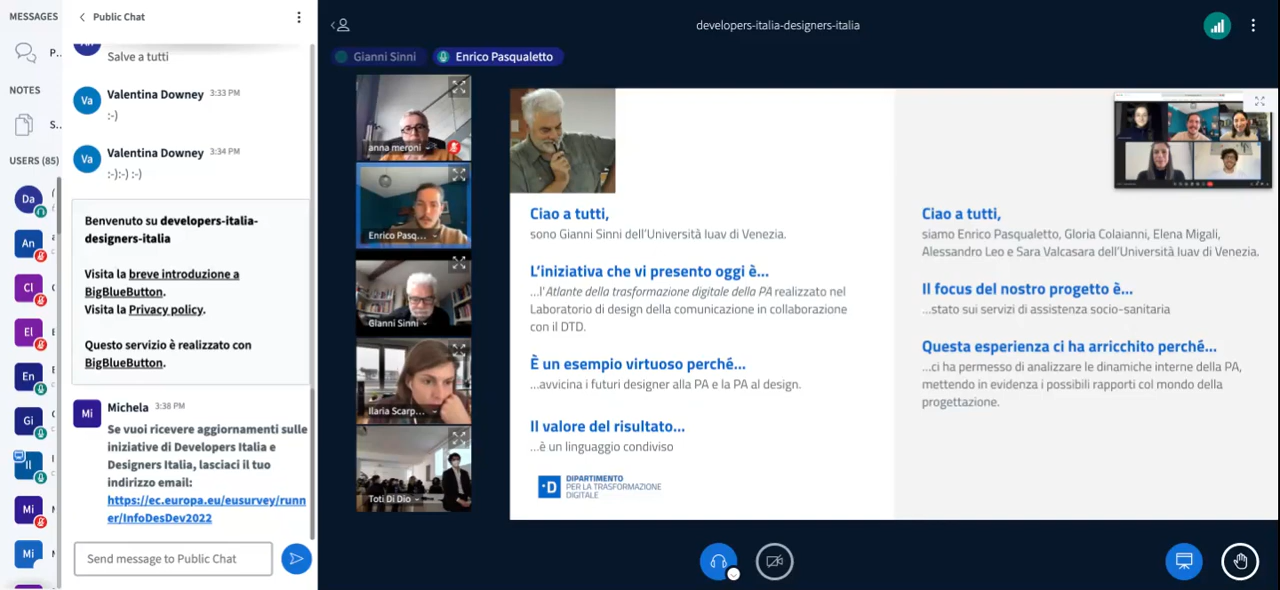 MESSAGES
P..
NOTES
S..
USERS (85)
Da
An
Cl
El
En
Gi
Il
Mi
Mi
Public Chat
An
Salve a tutti
Va
Valentina Downey 3:33 PM
:-)
Va
Valentina Downey 3:34 PM
:-):-) :-)
Benvenuto su developers-italia-
designers-italia
Visita la breve introduzione a
BigBlueButton.
Visita la Privacy policy.
Questo servizio è realizzato con
BigBlueButton.
Mi
Michela 3:38 PM
Se vuoi ricevere aggiornamenti sulle
iniziative di Developers Italia e
Designers Italia, lasciaci il tuo
indirizzo email:
https://ec.europa.eu/eusurvey/runn
er/InfoDesDev2022
Send message to Public Chat
developers-italia-designers-italia
Gianni Sinni
Enrico Pasqualetto
anna meroni
Enrico Pasq...
Gianni Sinni
Ilaria Scarp...
Toti Di Dio
Ciao a tutti,
sono Gianni Sinni dell'Università Iuav di Venezia.
L'iniziativa che vi presento oggi è...
...l'Atlante della trasformazione digitale della PA realizzato nel
Laboratorio di design della comunicazione in collaborazione
con il DTD.
È un esempio virtuoso perché...
...avvicina i futuri designer alla PA e la PA al design.
Il valore del risultato...
...è un linguaggio condiviso
D
DIPARTIMENTO
PER LA TRASFORMAZIONE
DIGITALE
Ciao a tutti,
siamo Enrico Pasqualetto, Gloria Colaianni, Elena Migali,
Alessandro Leo e Sara Valcasara dell'Università Iuav di Venezia.
Il focus del nostro progetto è...
...stato sui servizi di assistenza socio-sanitaria
Questa esperienza ci ha arricchito perché...
...ci ha permesso di analizzare le dinamiche interne della PA,
mettendo in evidenza i possibili rapporti col mondo della
progettazione.